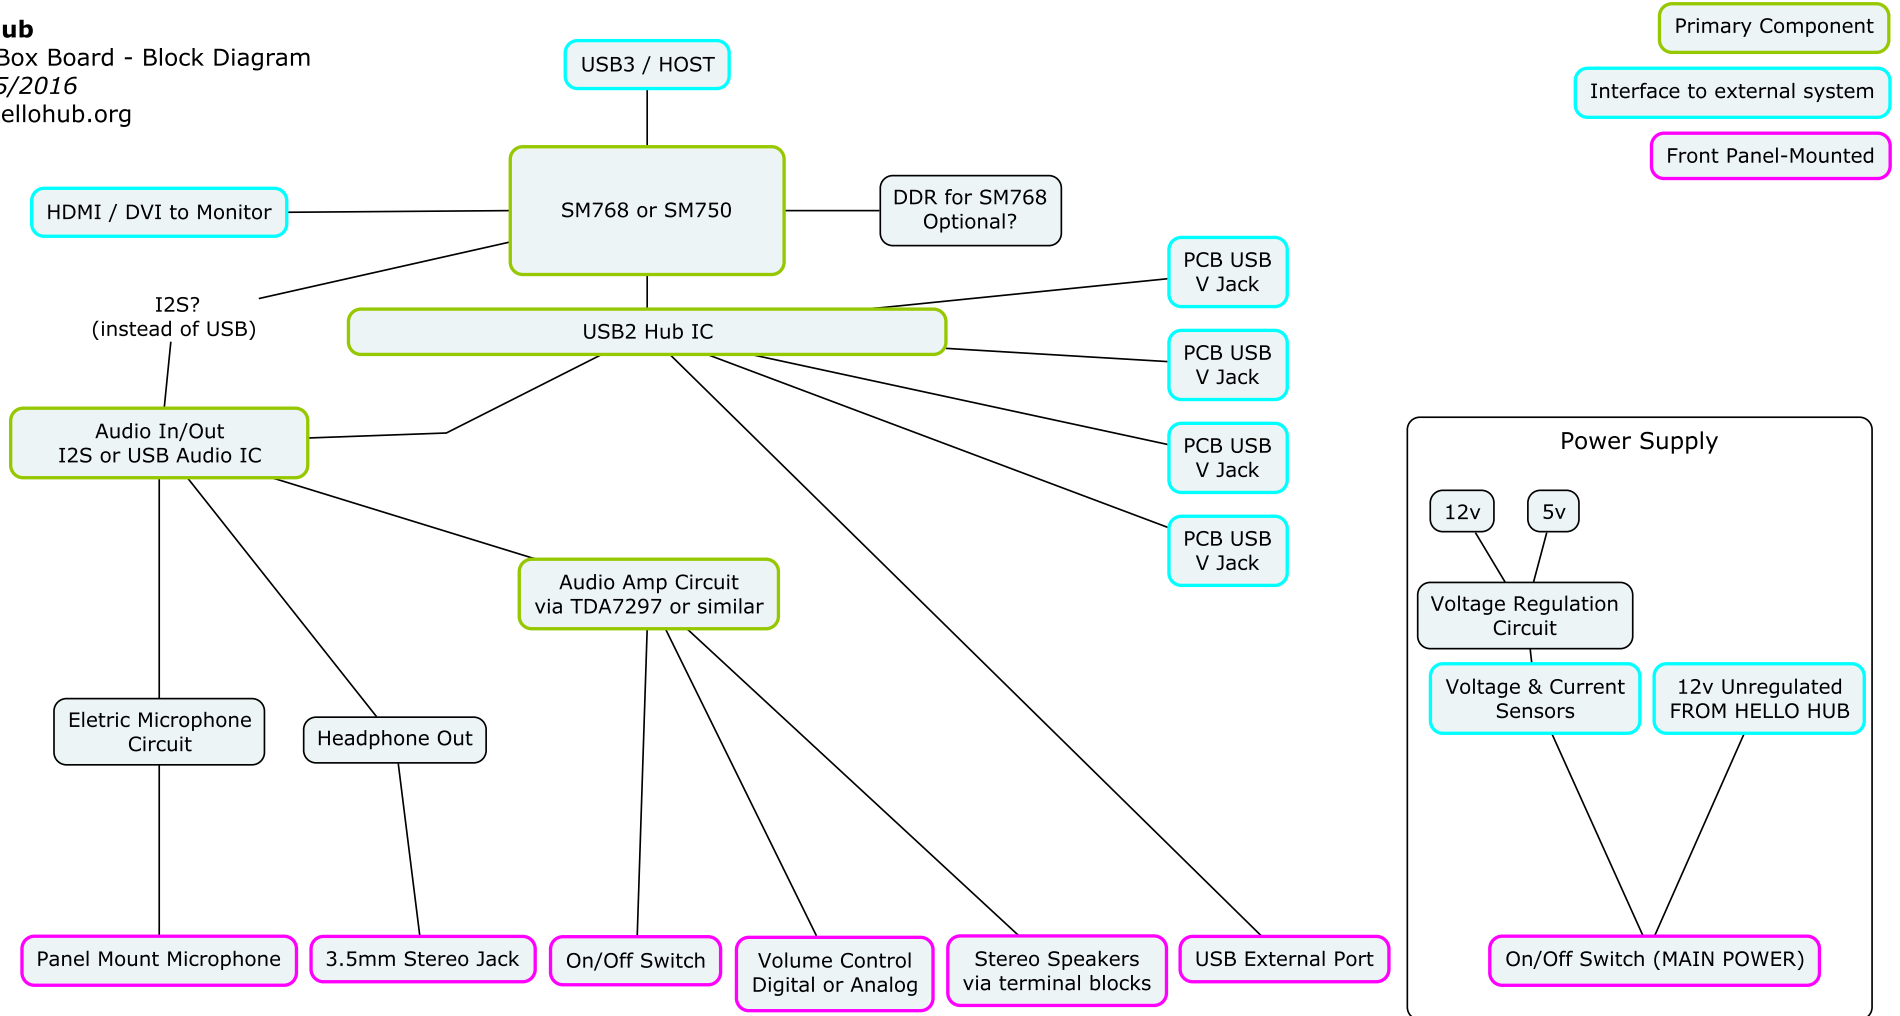 ub
Box Board - Block Diagram
5/2016
ellohub.org
Primary Component
Interface to external system
Front Panel-Mounted
USB3 / HOST
HDMI / DVI to Monitor
SM768 or SM750
DDR for SM768
Optional?
I2S?
(instead of USB)
USB2 Hub IC
PCB USB
V Jack
PCB USB
V Jack
PCB USB
V Jack
PCB USB
V Jack
Audio In/Out
I2S or USB Audio IC
Audio Amp Circuit
via TDA7297 or similar
Eletric Microphone
Circuit
Headphone Out
Panel Mount Microphone
3.5mm Stereo Jack
On/Off Switch
Volume Control
Digital or Analog
Stereo Speakers
via terminal blocks
USB External Port
Power Supply
12v
5v
Voltage Regulation
Circuit
Voltage & Current
Sensors
12v Unregulated
FROM HELLO HUB
On/Off Switch (MAIN POWER)